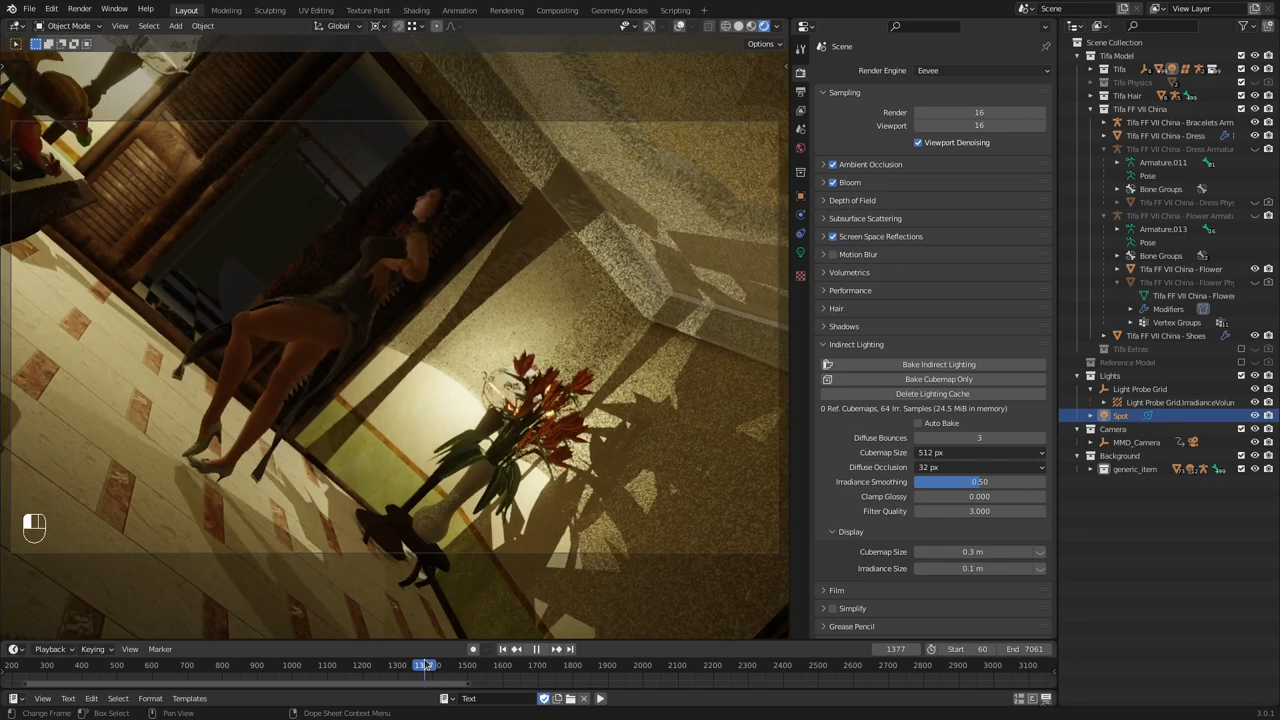 File Edit Render Window Help Layout Modeling Sculpting UV Editing Texture Paint Shading Animation Rendering Compositing Geometry Nodes Scripting Scene View Layer
Object Mode View Select Add Object Global
Options
Scene
Render Engine Eevee
Sampling
Render 16
Viewport 16
Viewport Denoising
Ambient Occlusion
Bloom
Depth of Field
Subsurface Scattering
Screen Space Reflections
Motion Blur
Volumetrics
Performance
Hair
Shadows
Indirect Lighting
Bake Indirect Lighting
Bake Cubemap Only
Delete Lighting Cache
0 Ref. Cubemaps, 64 Irr. Samples (24.5 MiB in memory)
Auto Bake
Diffuse Bounces 3
Cubemap Size 512 px
Diffuse Occlusion 32 px
Irradiance Smoothing 0.50
Clamp Glossy 0.000
Filter Quality 3.000
Display
Cubemap Size 0.3 m
Irradiance Size 0.1 m
Film
Simplify
Grease Pencil
Scene Collection
Tifa Model
Tifa
Tifa Physics
Tifa Hair
Tifa FF VII China
Tifa FF VII China - Bracelets Arm
Tifa FF VII China - Dress
Tifa FF VII China - Dress Armatur
Armature.011
Pose
Bone Groups
Tifa FF VII China - Dress Phy
Tifa FF VII China - Flower Armatu
Armature.013
Pose
Bone Groups
Tifa FF VII China - Flower
Tifa FF VII China - Flower Ph
Tifa FF VII China - Flowe
Modifiers
Vertex Groups
Tifa FF VII China - Shoes
Tifa Extras
Reference Model
Lights
Light Probe Grid
Light Probe Grid.IrradianceVolun
Spot
Camera
MMD_Camera
Background
generic_item
Playback Keying View Marker 1377 Start 60 End 7061
200 300 400 500 600 700 800 900 1000 1100 1200 1300 1500 1600 1700 1800 1900 2000 2100 2200 2300 2400 2500 2600 2700 2800 2900 3000 3100
View Text Edit Select Format Templates Text
Change Frame Box Select Pan View Dope Sheet Context Menu 3.0.1